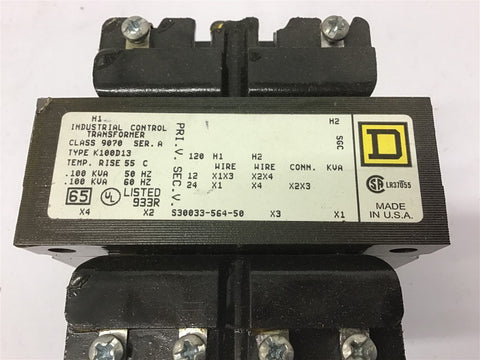 H1 H2
INDUSTRIAL CONTROL
TRANSFORMER
CLASS 9070 SER.A
TYPE K100D13
TEMP. RISE 55 C
.100 KVA 50 HZ
.100 KVA 60 HZ
65 UL LISTED
933R
X4 X2 S30033-564-50 X3 X1
PRI.V. SEC.V.
120 H1 H2
WIRE WIRE CONN. KVA
12 X1X3 X2X4
24 X1 X4 X2X3
SGC
D
SA LR37055
MADE
IN U.S.A.